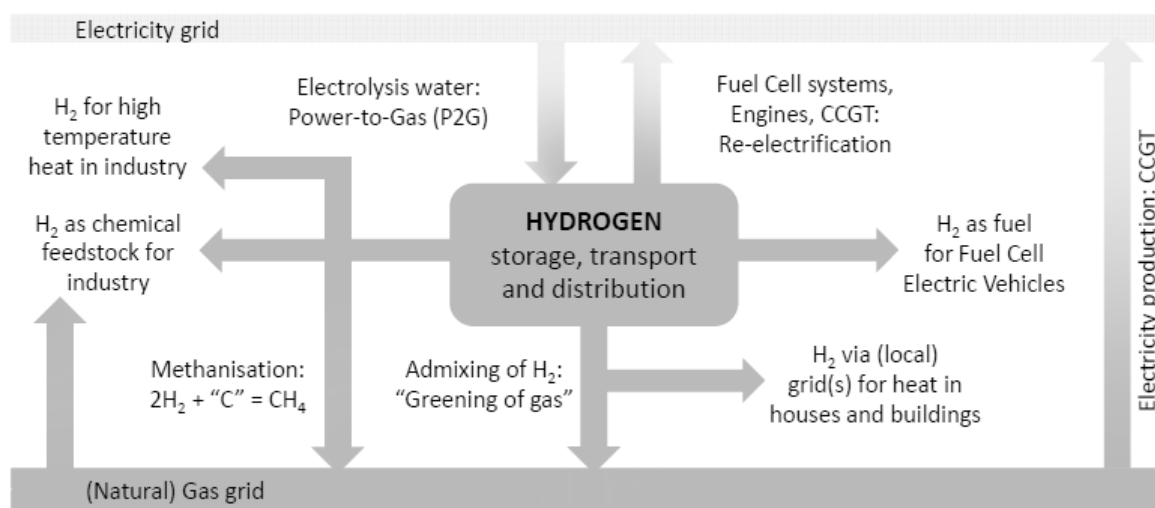 Electricity grid
Electrolysis water:
Power-to-Gas (P2G)
Fuel Cell systems,
Engines, CCGT:
Re-electrification
H₂ for high
temperature
heat in industry
H₂ as chemical
feedstock for
industry
HYDROGEN
storage, transport
and distribution
H₂ as fuel
for Fuel Cell
Electric Vehicles
Electricity production: CCGT
Methanisation:
2H₂ + “C” = CH₄
Admixing of H₂:
“Greening of gas”
H₂ via (local)
grid(s) for heat in
houses and buildings
(Natural) Gas grid